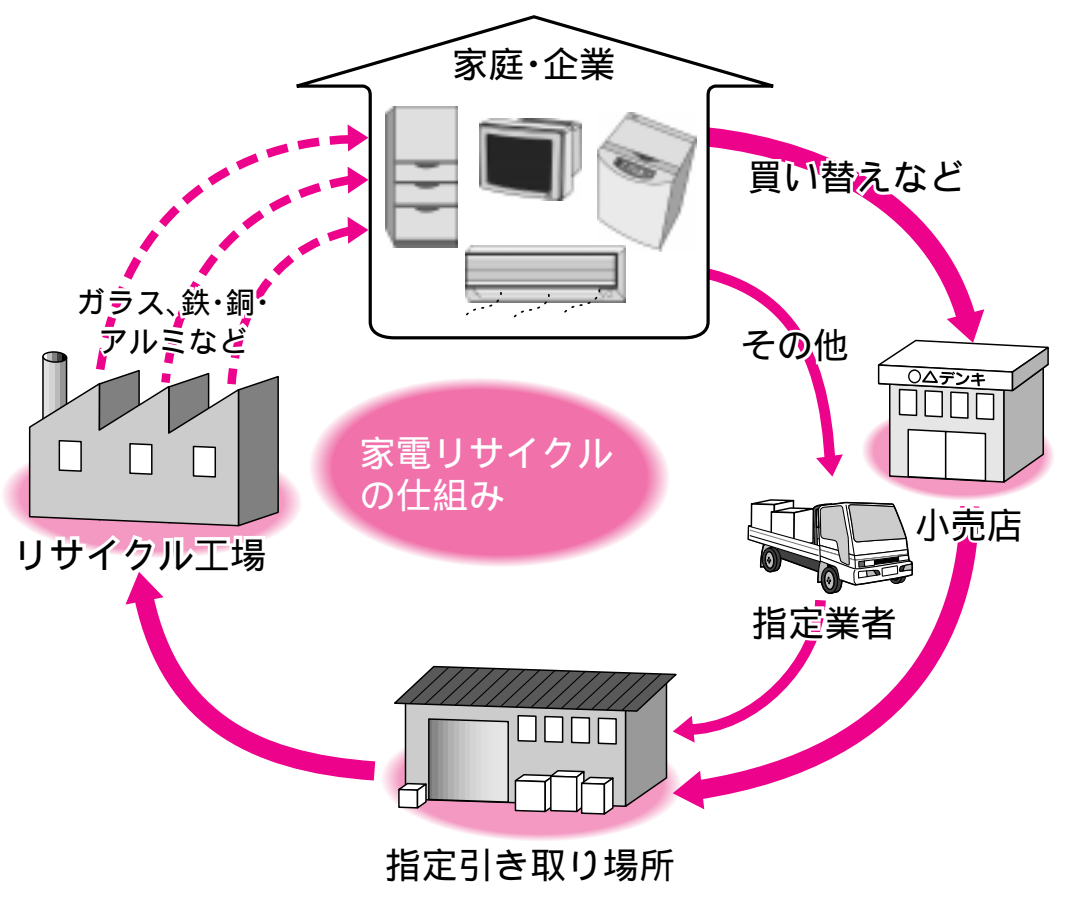 家庭・企業
買い替えなど
その他
○△デンキ
小売店
指定業者
指定引き取り場所
リサイクル工場
ガラス、鉄・銅・
アルミなど
家電リサイクル
の仕組み